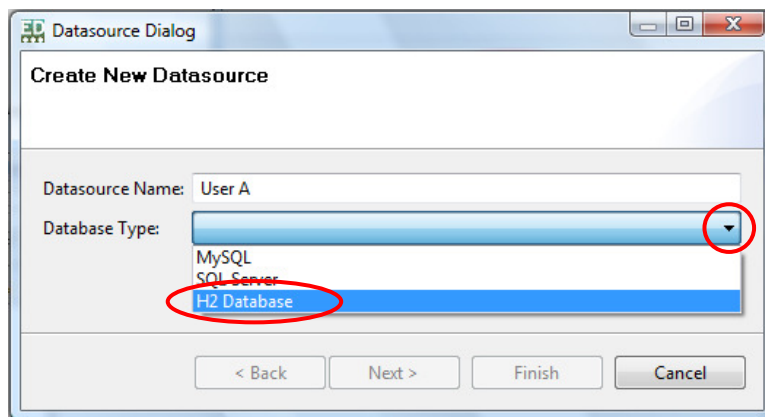 Datasource Dialog
Create New Datasource
Datasource Name: User A
Database Type:
MySQL
SQL Server
H2 Database
< Back Next > Finish Cancel